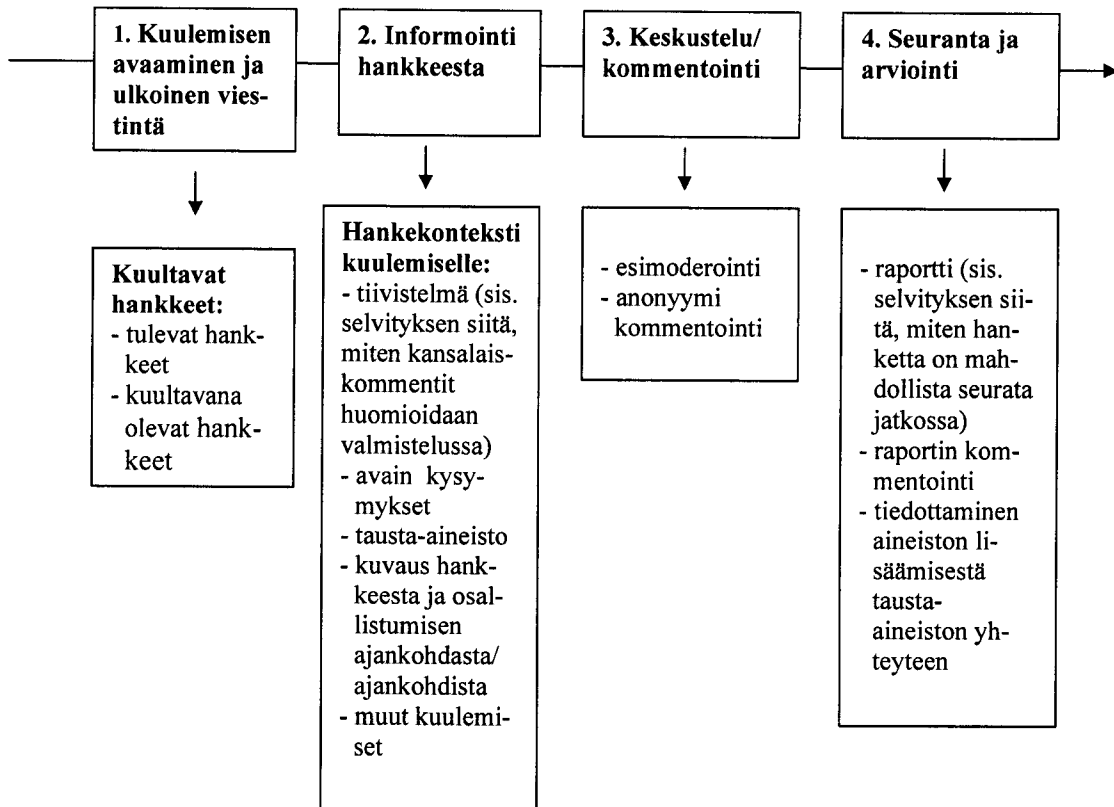 1. Kuulemisen
avaaminen ja
ulkoinen vies-
tintä
2. Informointi
hankkeesta
3. Keskustelu/
kommentointi
4. Seuranta ja
arviointi
Kuultavat
hankkeet:
- tulevat hank-
keet
- kuultavana
olevat hank-
keet
Hankekonteksti
kuulemiselle:
- tiivistelmä (sis.
selvityksen siitä,
miten kansalais-
kommentit
huomioidaan
valmistelussa)
- avain kysy-
mykset
- tausta-aineisto
- kuvaus hank-
keesta ja osal-
listumisen
ajankohdasta/
ajankohdista
- muut kuulemi-
set
- esimoderointi
- anonyymi
kommentointi
- raportti (sis.
selvityksen sii-
tä, miten han-
ketta on mah-
dollista seurata
jatkossa)
- raportin kom-
mentointi
- tiedottaminen
aineiston li-
säämisestä
tausta-
aineiston yh-
teyteen